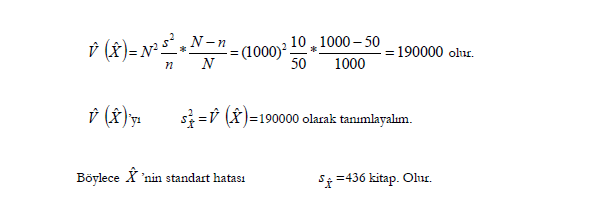 V̂ (X̂) = N² s²/n * N − n/N = (1000)² 10/50 * 1000 − 50/1000 = 190000 olur.
V̂ (X̂)'yı s²_X̂ = V̂ (X̂) =190000 olarak tanımlayalım.
Böylece X̂ 'nin standart hatası s_X̂ =436 kitap. Olur.